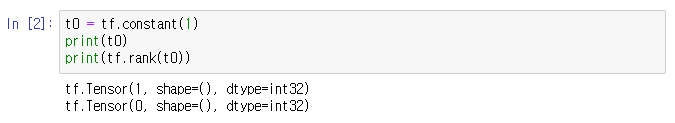 In [2]: t0 = tf.constant(1)
print(t0)
print(tf.rank(t0))
tf.Tensor(1, shape=(), dtype=int32)
tf.Tensor(0, shape=(), dtype=int32)